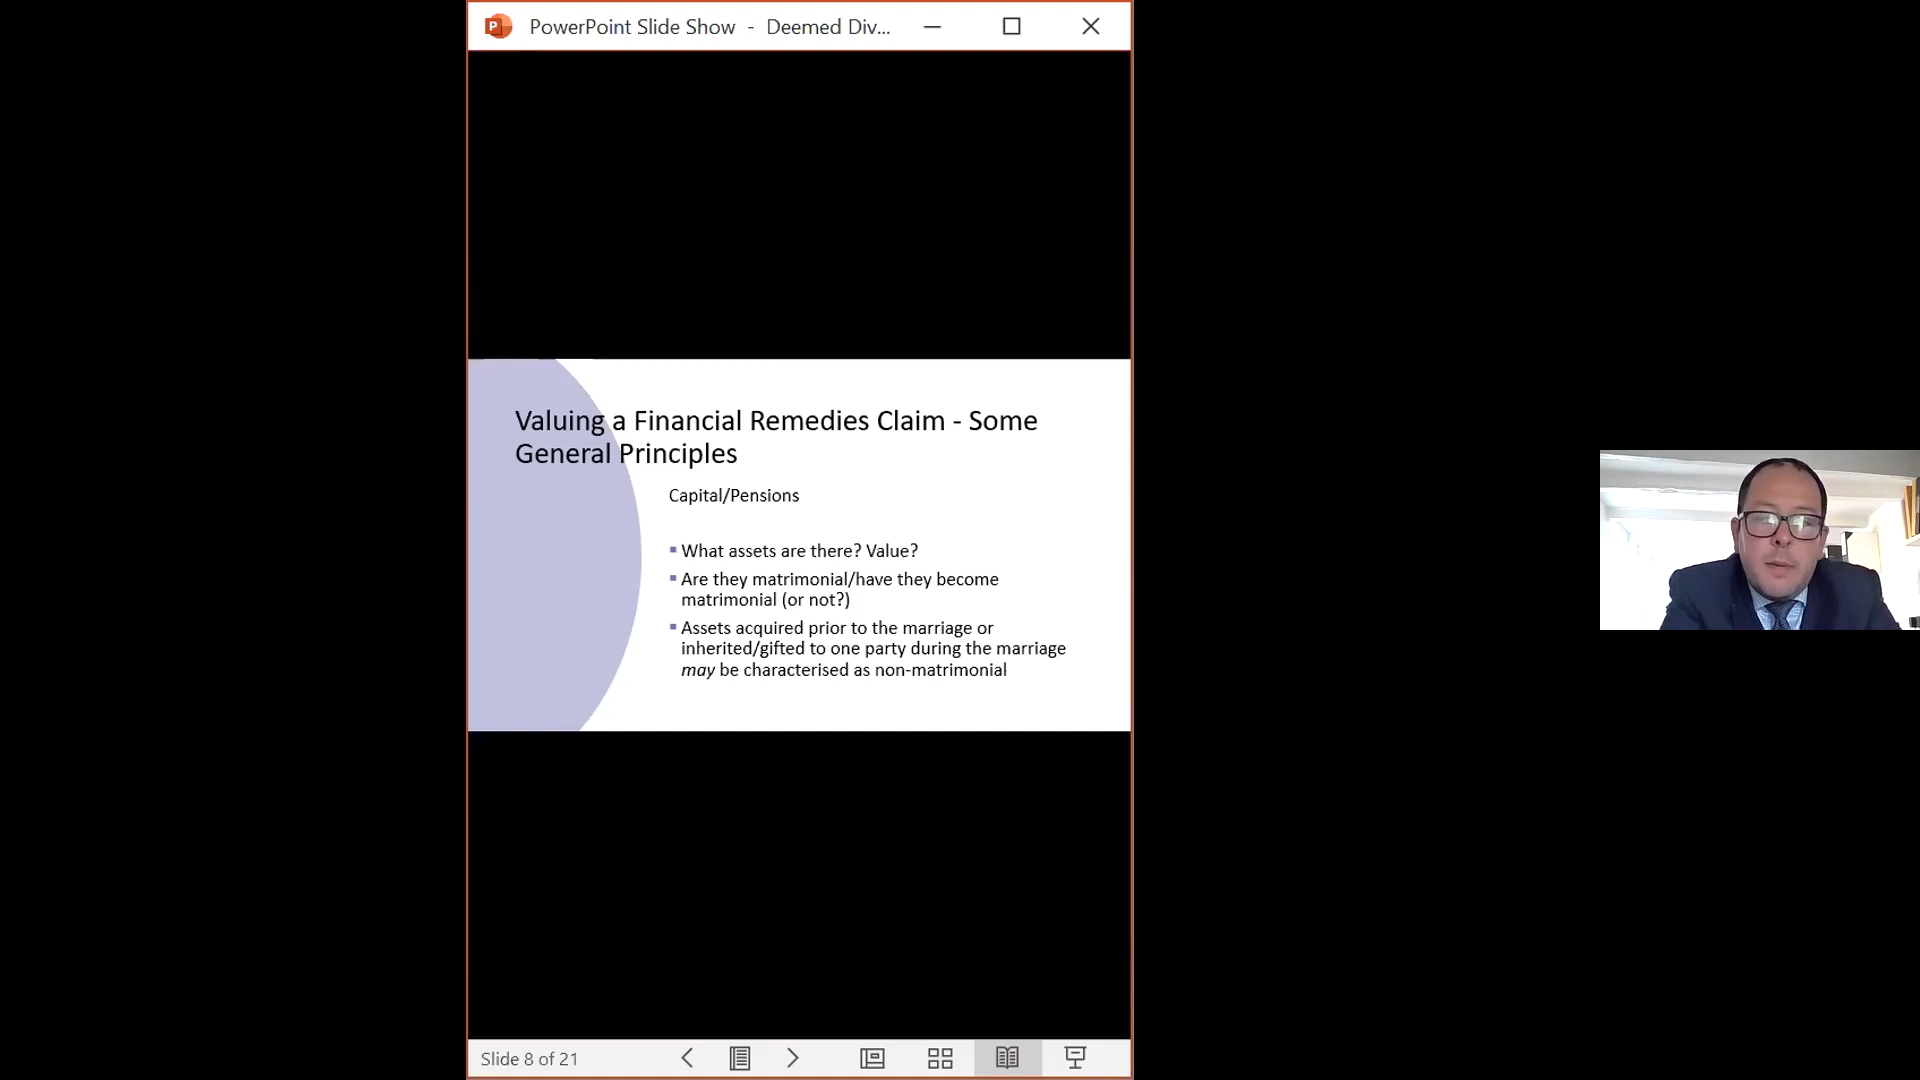 PowerPoint Slide Show - Deemed Div...
Valuing a Financial Remedies Claim - Some
General Principles
Capital/Pensions
What assets are there? Value?
Are they matrimonial/have they become
matrimonial (or not?)
Assets acquired prior to the marriage or
inherited/gifted to one party during the marriage
may be characterised as non-matrimonial
Slide 8 of 21